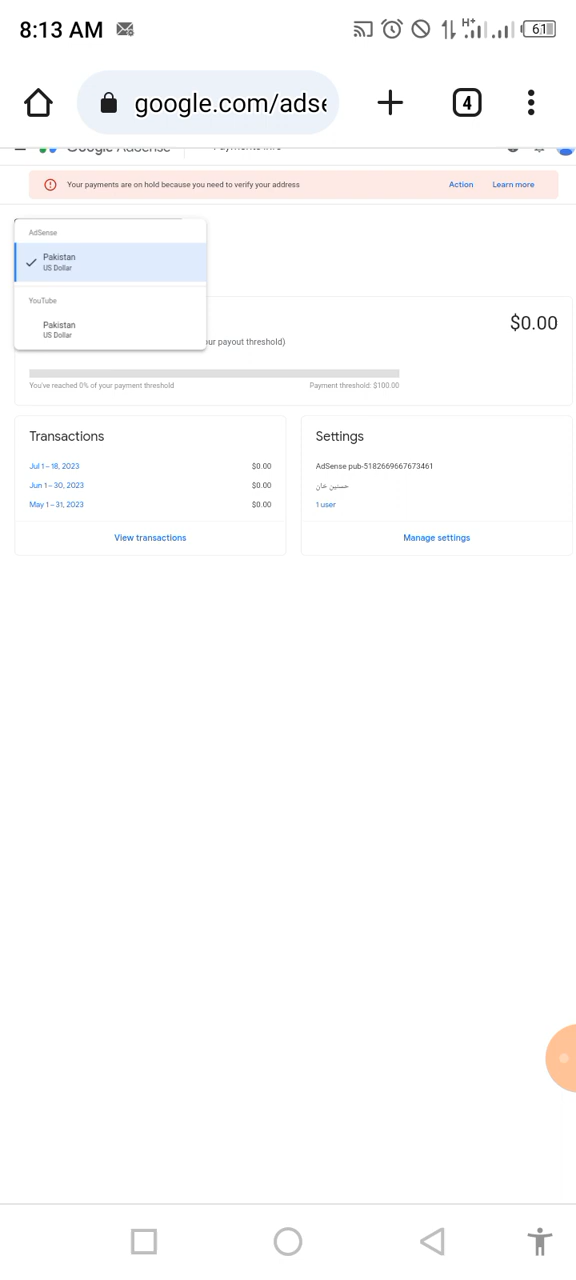 8:13 AM
H+
61
google.com/adse
4
Google AdSense
Payments info
Your payments are on hold because you need to verify your address
Action
Learn more
AdSense
Pakistan
US Dollar
YouTube
Pakistan
US Dollar
$0.00
ur payout threshold)
You've reached 0% of your payment threshold
Payment threshold: $100.00
Transactions
Jul 1 – 18, 2023
$0.00
Jun 1 – 30, 2023
$0.00
May 1 – 31, 2023
$0.00
View transactions
Settings
AdSense pub-5182669667673461
حسنین خان
1 user
Manage settings